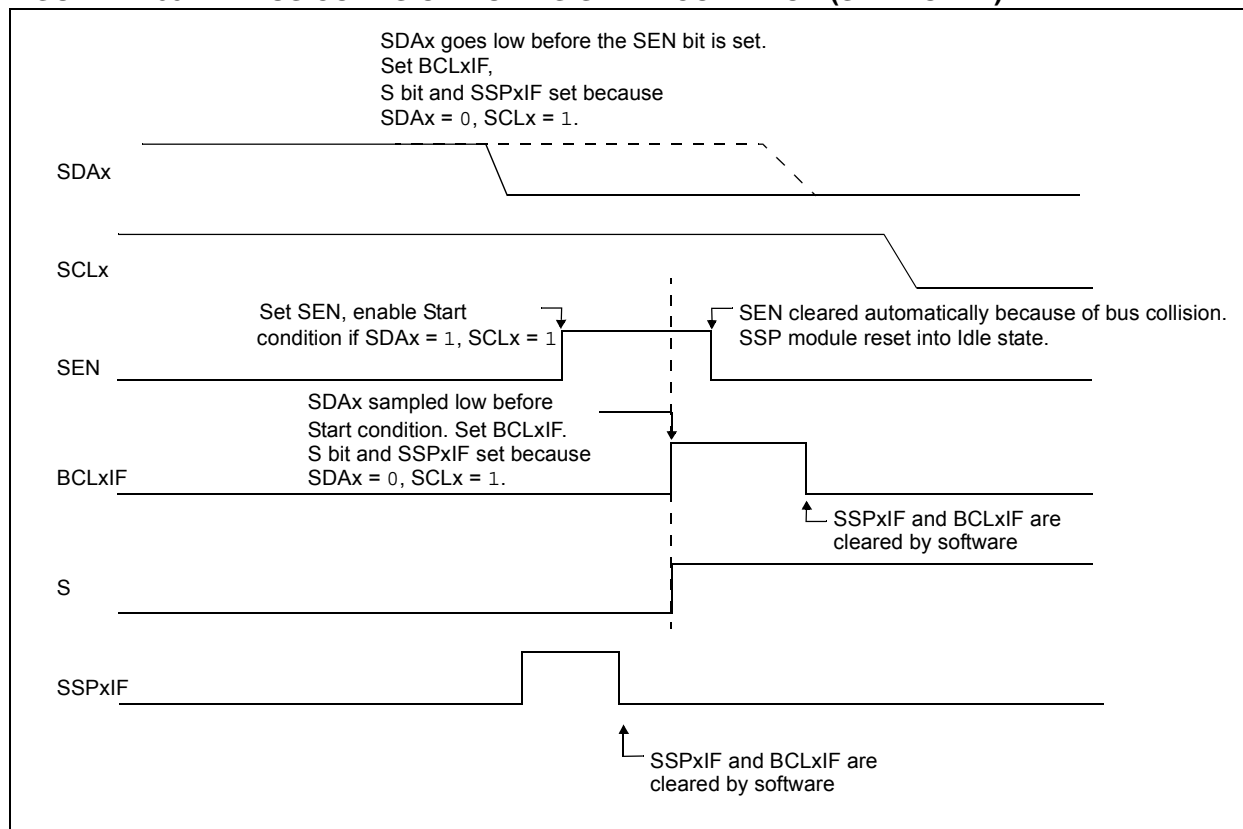 SDAx goes low before the SEN bit is set.
Set BCLxIF,
S bit and SSPxIF set because
SDAx = 0, SCLx = 1.
SDAx
SCLx
Set SEN, enable Start
condition if SDAx = 1, SCLx = 1
SEN cleared automatically because of bus collision.
SSP module reset into Idle state.
SEN
SDAx sampled low before
Start condition. Set BCLxIF.
S bit and SSPxIF set because
SDAx = 0, SCLx = 1.
BCLxIF
SSPxIF and BCLxIF are
cleared by software
S
SSPxIF
SSPxIF and BCLxIF are
cleared by software